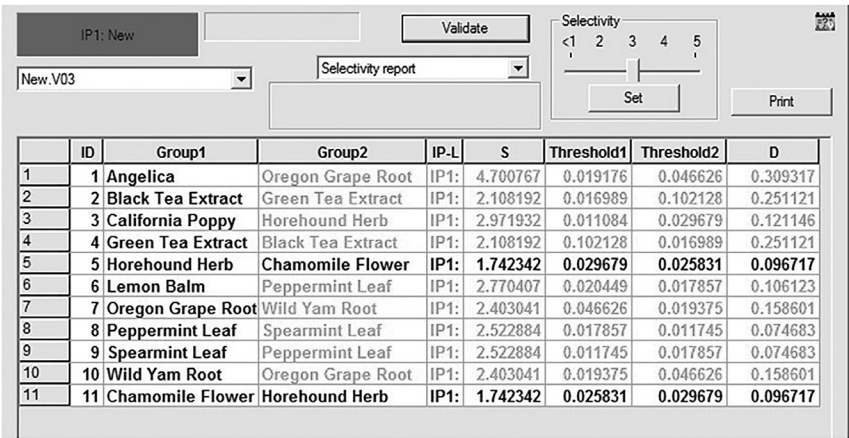 IP1: New
Validate
Selectivity
<1 2 3 4 5
New.V03
Selectivity report
Set
Print
ID Group1 Group2 IP-L S Threshold1 Threshold2 D
1 1 Angelica Oregon Grape Root IP1: 4.700767 0.019176 0.046626 0.309317
2 2 Black Tea Extract Green Tea Extract IP1: 2.108192 0.016989 0.102128 0.251121
3 3 California Poppy Horehound Herb IP1: 2.971932 0.011084 0.029679 0.121146
4 4 Green Tea Extract Black Tea Extract IP1: 2.108192 0.102128 0.016989 0.251121
5 5 Horehound Herb Chamomile Flower IP1: 1.742342 0.029679 0.025831 0.096717
6 6 Lemon Balm Peppermint Leaf IP1: 2.770407 0.020449 0.017857 0.106123
7 7 Oregon Grape Root Wild Yam Root IP1: 2.403041 0.046626 0.019375 0.158601
8 8 Peppermint Leaf Spearmint Leaf IP1: 2.522884 0.017857 0.011745 0.074683
9 9 Spearmint Leaf Peppermint Leaf IP1: 2.522884 0.011745 0.017857 0.074683
10 10 Wild Yam Root Oregon Grape Root IP1: 2.403041 0.019375 0.046626 0.158601
11 11 Chamomile Flower Horehound Herb IP1: 1.742342 0.025831 0.029679 0.096717